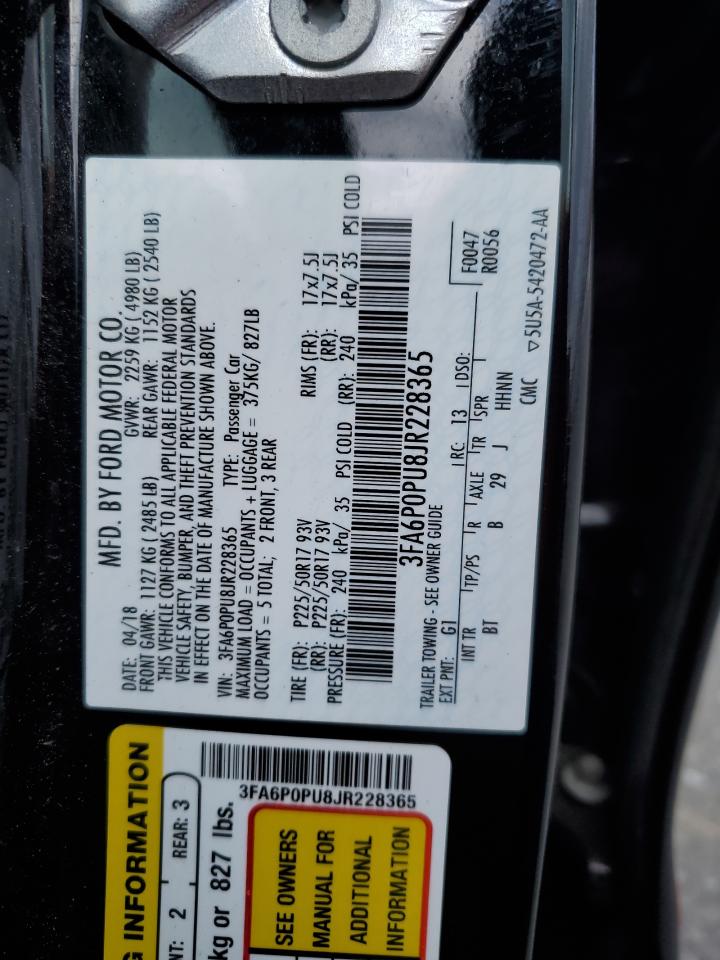 MFD. BY FORD MOTOR CO.
DATE: 04/18 GVWR: 2259 KG ( 4980 LB)
FRONT GAWR: 1127 KG ( 2485 LB) REAR GAWR: 1152 KG ( 2540 LB)
THIS VEHICLE CONFORMS TO ALL APPLICABLE FEDERAL MOTOR
VEHICLE SAFETY, BUMPER, AND THEFT PREVENTION STANDARDS
IN EFFECT ON THE DATE OF MANUFACTURE SHOWN ABOVE.
VIN: 3FA6P0PU8JR228365 TYPE: Passenger Car
MAXIMUM LOAD = OCCUPANTS + LUGGAGE = 375KG/ 827LB
OCCUPANTS = 5 TOTAL; 2 FRONT, 3 REAR
TIRE (FR): P225/50R17 93V RIMS (FR): 17x7.5J
(RR): P225/50R17 93V (RR): 17x7.5J
PRESSURE (FR): 240 kPa/ 35 PSI COLD (RR): 240 kPa/ 35 PSI COLD
3FA6P0PU8JR228365
TRAILER TOWING - SEE OWNER GUIDE F0047
EXT PNT: G1 RC: 13 DSO: R0056
INT TR TP/PS R AXLE TR SPR
BT B 29 J HHNN
CMC ▽5U5A-5420472-AA
G INFORMATION
NT: 2 REAR: 3
kg or 827 lbs.
3FA6P0PU8JR228365
SEE OWNERS
MANUAL FOR
ADDITIONAL
INFORMATION